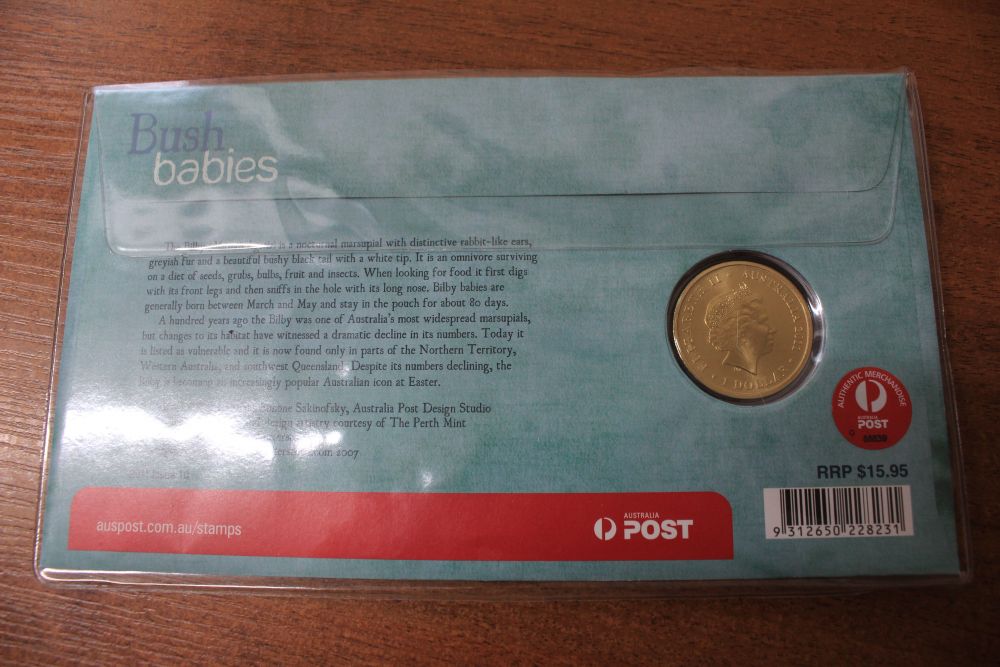 Bush
babies
The Bilby is a nocturnal marsupial with distinctive rabbit-like ears,
greyish fur and a beautiful bushy black tail with a white tip. It is an omnivore surviving
on a diet of seeds, grubs, bulbs, fruit and insects. When looking for food it first digs
with its front legs and then sniffs in the hole with its long nose. Bilby babies are
generally born between March and May and stay in the pouch for about 80 days.
A hundred years ago the Bilby was one of Australia's most widespread marsupials,
but changes to its habitat have witnessed a dramatic decline in its numbers. Today it
is listed as vulnerable and it is now found only in parts of the Northern Territory,
Western Australia, and southwest Queensland. Despite its numbers declining, the
Bilby is becoming an increasingly popular Australian icon at Easter.
Sakinofsky, Australia Post Design Studio
design artistry courtesy of The Perth Mint
2007
auspost.com.au/stamps
AUSTRALIA
POST
ELIZABETH II AUSTRALIA 2011
1 DOLLAR
AUTHENTIC MERCHANDISE
AUSTRALIA
POST
RRP $15.95
9 312650 228231